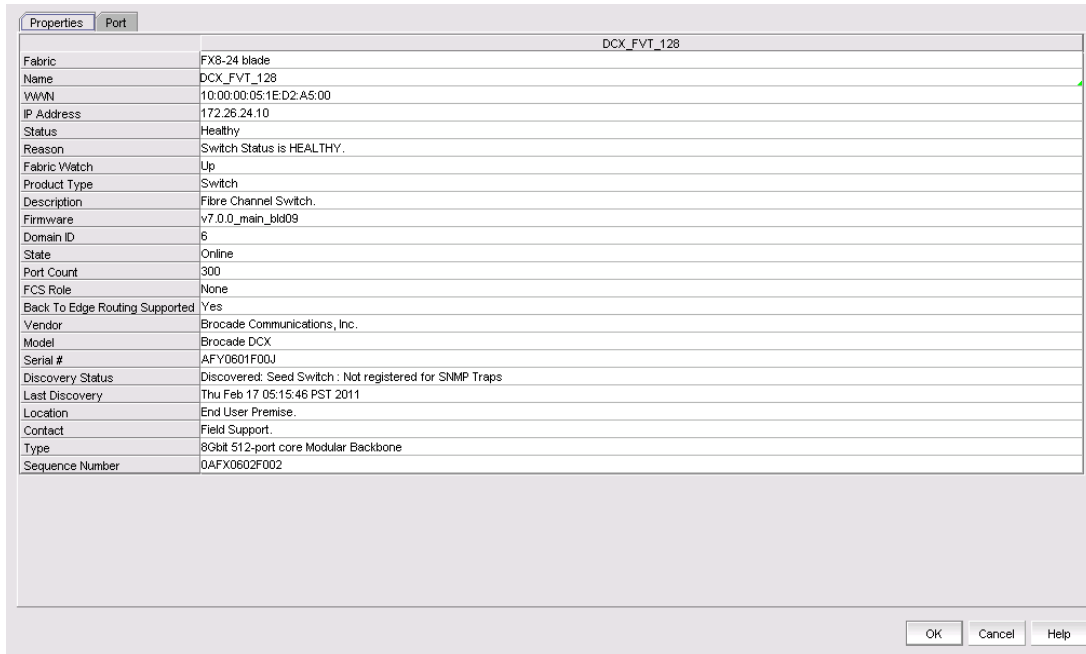 Properties Port
DCX_FVT_128
Fabric FX8-24 blade
Name DCX_FVT_128
WWN 10:00:00:05:1E:D2:A5:00
IP Address 172.26.24.10
Status Healthy
Reason Switch Status is HEALTHY.
Fabric Watch Up
Product Type Switch
Description Fibre Channel Switch.
Firmware v7.0.0_main_bld09
Domain ID 6
State Online
Port Count 300
FCS Role None
Back To Edge Routing Supported Yes
Vendor Brocade Communications, Inc.
Model Brocade DCX
Serial # AFY0601F00J
Discovery Status Discovered: Seed Switch : Not registered for SNMP Traps
Last Discovery Thu Feb 17 05:15:46 PST 2011
Location End User Premise.
Contact Field Support.
Type 8Gbit 512-port core Modular Backbone
Sequence Number 0AFX0602F002
OK Cancel Help